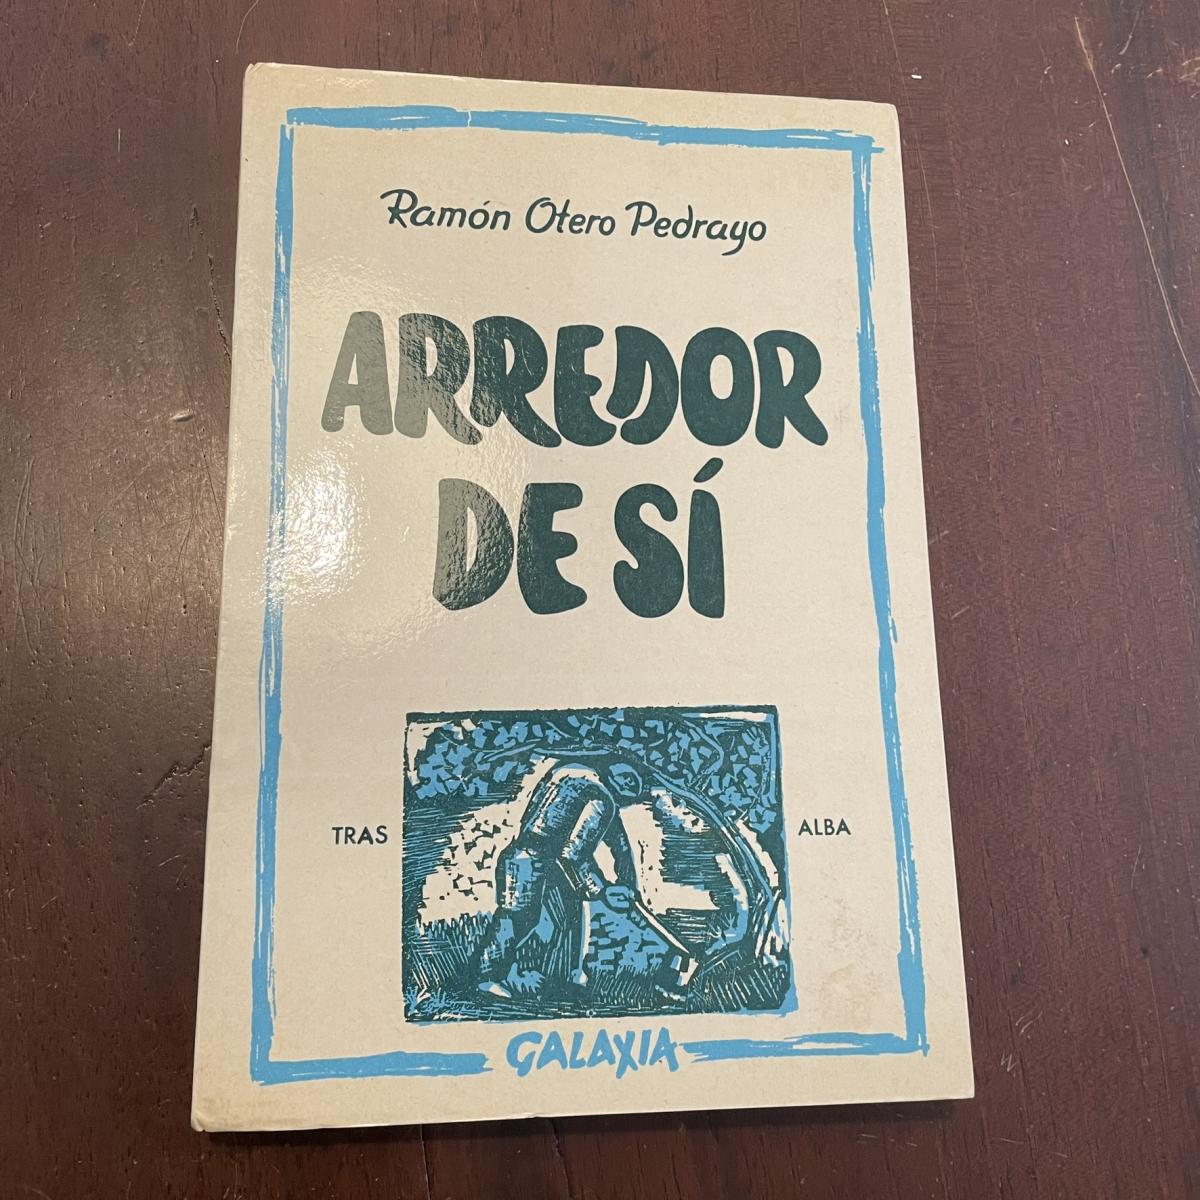 Ramón Otero Pedrayo
ARREDOR
DE SÍ
TRAS
ALBA
GALAXIA